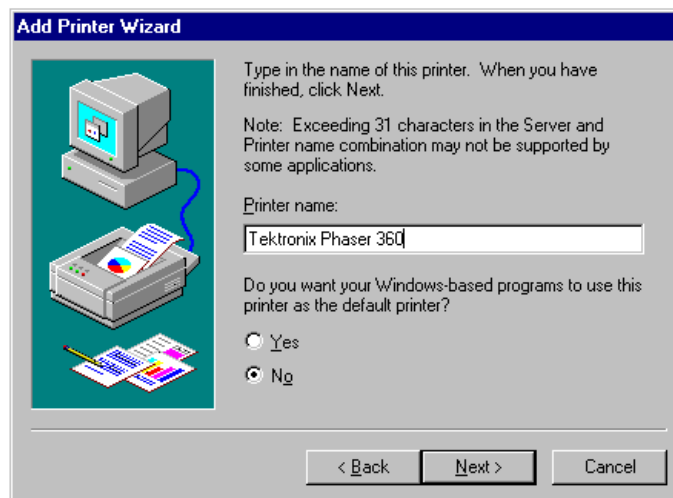 Add Printer Wizard
Type in the name of this printer. When you have
finished, click Next.
Note: Exceeding 31 characters in the Server and
Printer name combination may not be supported by
some applications.
Printer name:
Tektronix Phaser 360
Do you want your Windows-based programs to use this
printer as the default printer?
Yes
No
< Back
Next >
Cancel